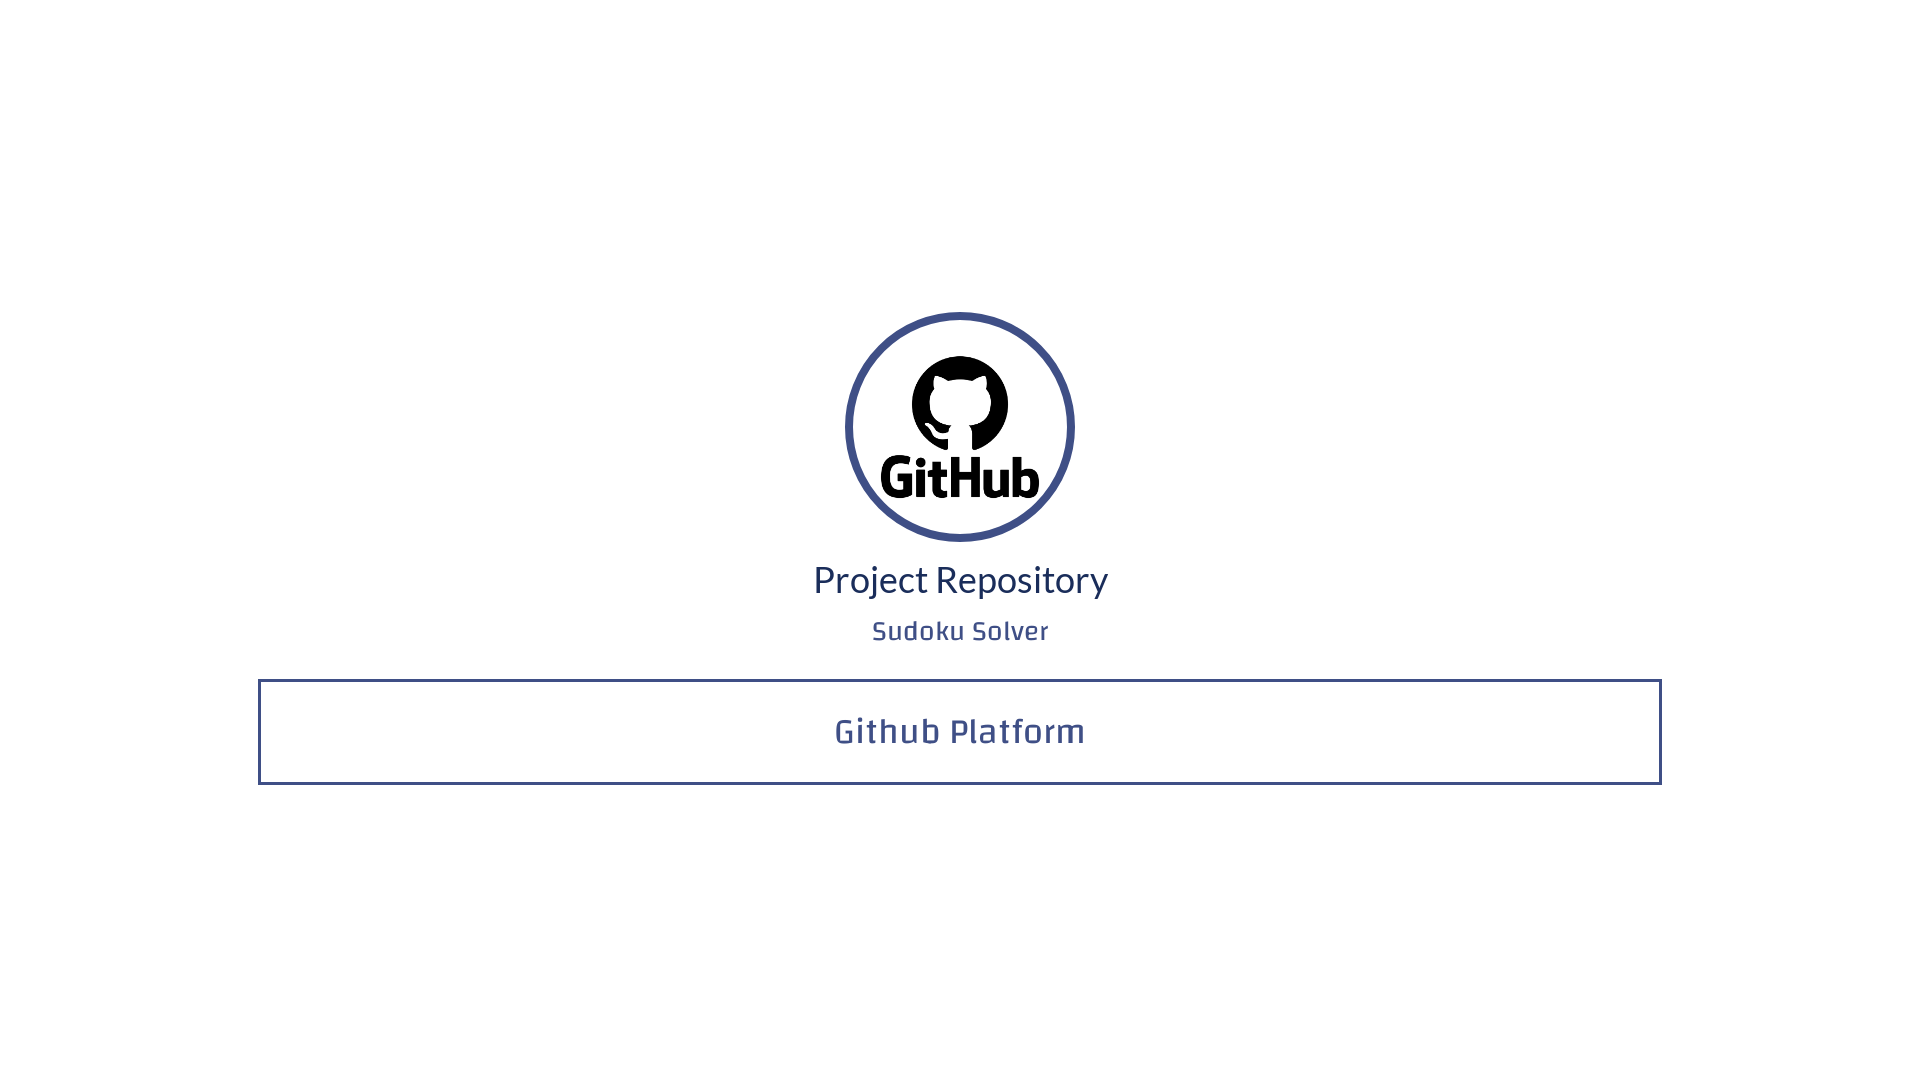 GitHub
Project Repository
Sudoku Solver
Github Platform